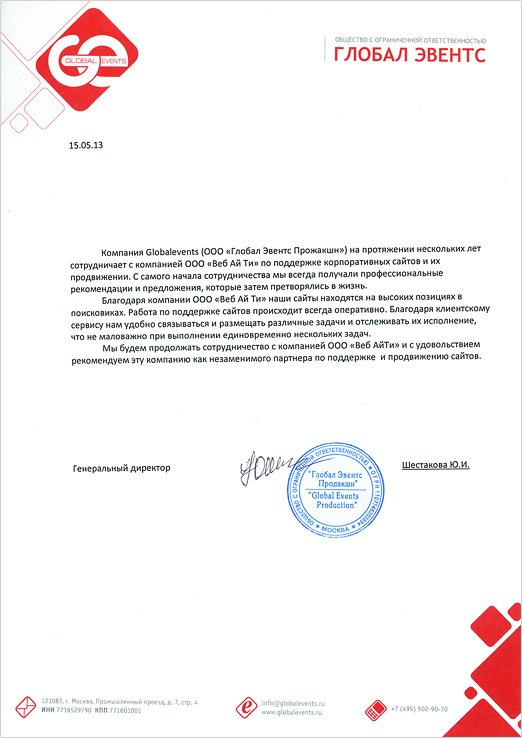 GLOBAL EVENTS
ОБЩЕСТВО С ОГРАНИЧЕННОЙ ОТВЕТСТВЕННОСТЬЮ
ГЛОБАЛ ЭВЕНТС
15.05.13
Компания Globalevents (ООО «Глобал Эвентс Прожакшн») на протяжении нескольких лет
сотрудничает с компанией ООО «Веб Ай Ти» по поддержке корпоративных сайтов и их
продвижении. С самого начала сотрудничества мы всегда получали профессиональные
рекомендации и предложения, которые затем претворялись в жизнь.
Благодаря компании ООО «Веб Ай Ти» наши сайты находятся на высоких позициях в
поисковиках. Работа по поддержке сайтов происходит всегда оперативно. Благодаря клиентскому
сервису нам удобно связываться и размещать различные задачи и отслеживать их исполнение,
что не маловажно при выполнении единовременно нескольких задач.
Мы будем продолжать сотрудничество с компанией ООО «Веб АйТи» и с удовольствием
рекомендуем эту компанию как незаменимого партнера по поддержке и продвижению сайтов.
Генеральный директор
Шестакова Ю.И.
ОБЩЕСТВО С ОГРАНИЧЕННОЙ ОТВЕТСТВЕННОСТЬЮ
"Глобал Эвентс
Продакшн"
"Global Events
Production"
МОСКВА
121087, г. Москва, Промышленный проезд, д. 7, стр. 4
ИНН 7716529790 КПП 771601001
info@globalevents.ru
www.globalevents.ru
+7 (495) 502-90-70